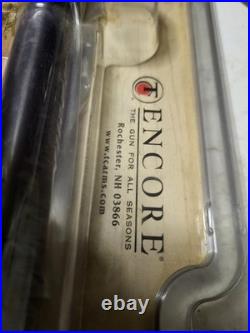 ENCORE®
THE GUN FOR ALL SEASONS
Rochester, NH 03866
www.tcarms.com